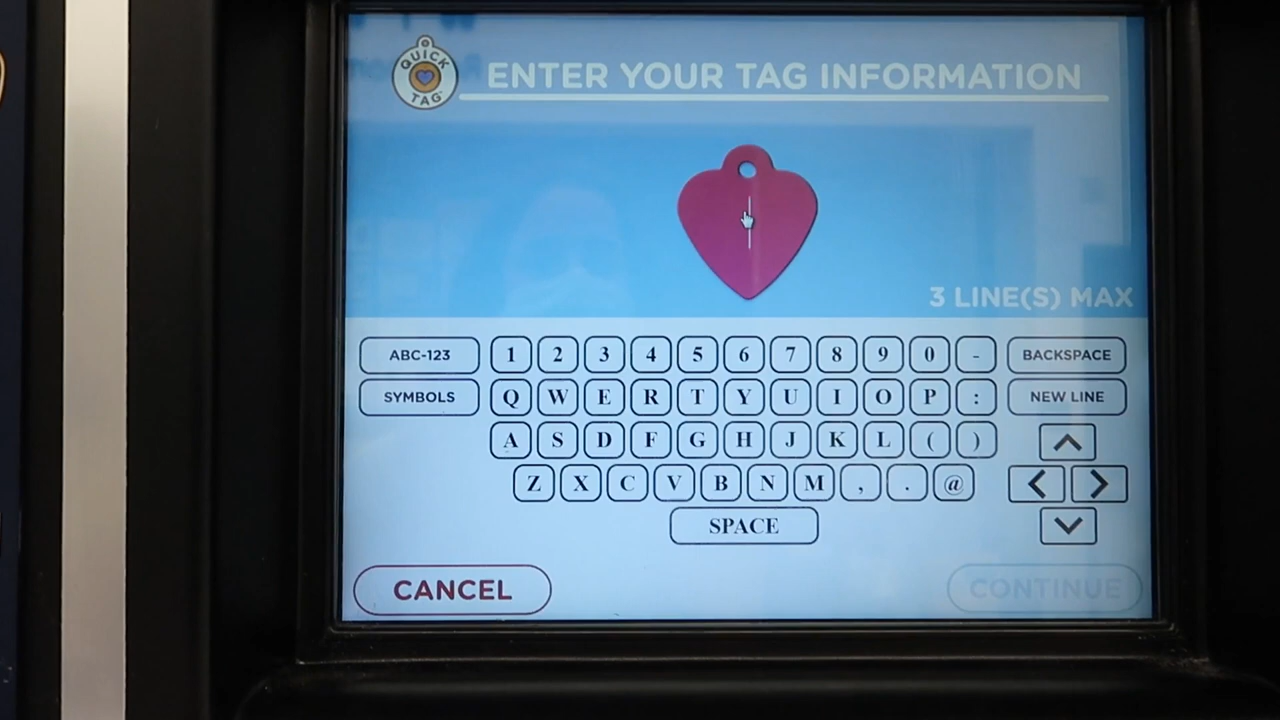 QUICK TAG
ENTER YOUR TAG INFORMATION
3 LINE(S) MAX
ABC-123 1 2 3 4 5 6 7 8 9 0 - BACKSPACE
SYMBOLS Q W E R T Y U I O P : NEW LINE
A S D F G H J K L ( )
Z X C V B N M , . @
SPACE
CANCEL CONTINUE